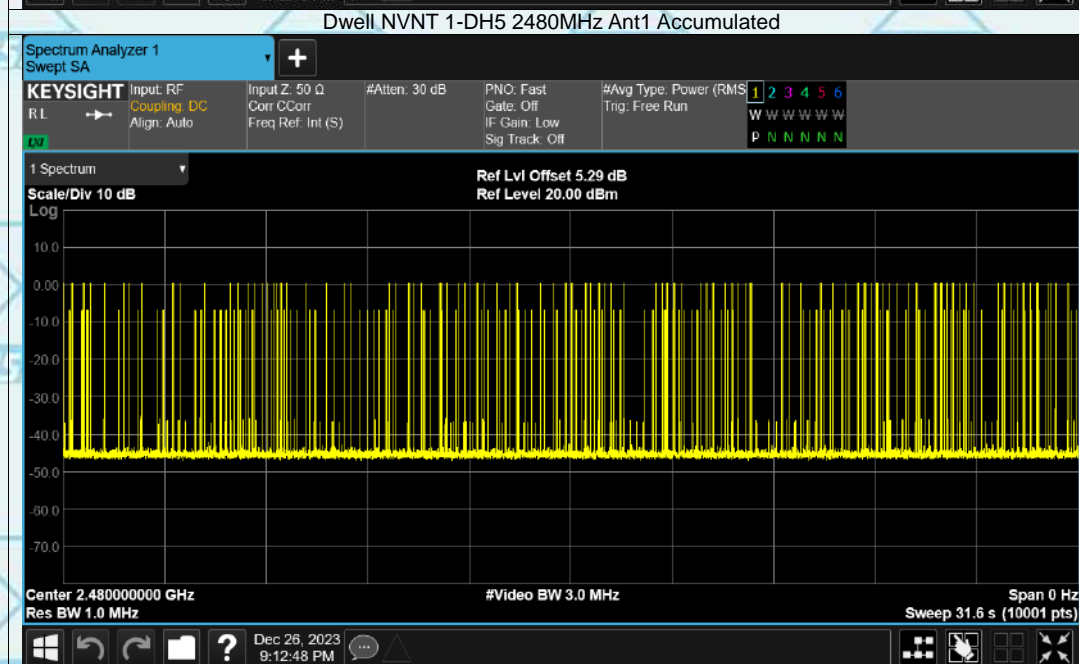 Dwell NVNT 1-DH5 2480MHz Ant1 Accumulated
Spectrum Analyzer 1
Swept SA
+
KEYSIGHT Input: RF Input Z: 50 Ω #Atten: 30 dB PNO: Fast #Avg Type: Power (RMS 1 2 3 4 5 6
R L Coupling: DC Corr CCorr Gate: Off Trig: Free Run W W W W W W
Align: Auto Freq Ref: Int (S) IF Gain: Low P N N N N N
LXI Sig Track: Off
1 Spectrum
Ref Lvl Offset 5.29 dB
Scale/Div 10 dB Ref Level 20.00 dBm
Log
10.0
0.00
-10.0
-20.0
-30.0
-40.0
-50.0
-60.0
-70.0
Center 2.480000000 GHz #Video BW 3.0 MHz Span 0 Hz
Res BW 1.0 MHz Sweep 31.6 s (10001 pts)
? Dec 26, 2023
9:12:48 PM